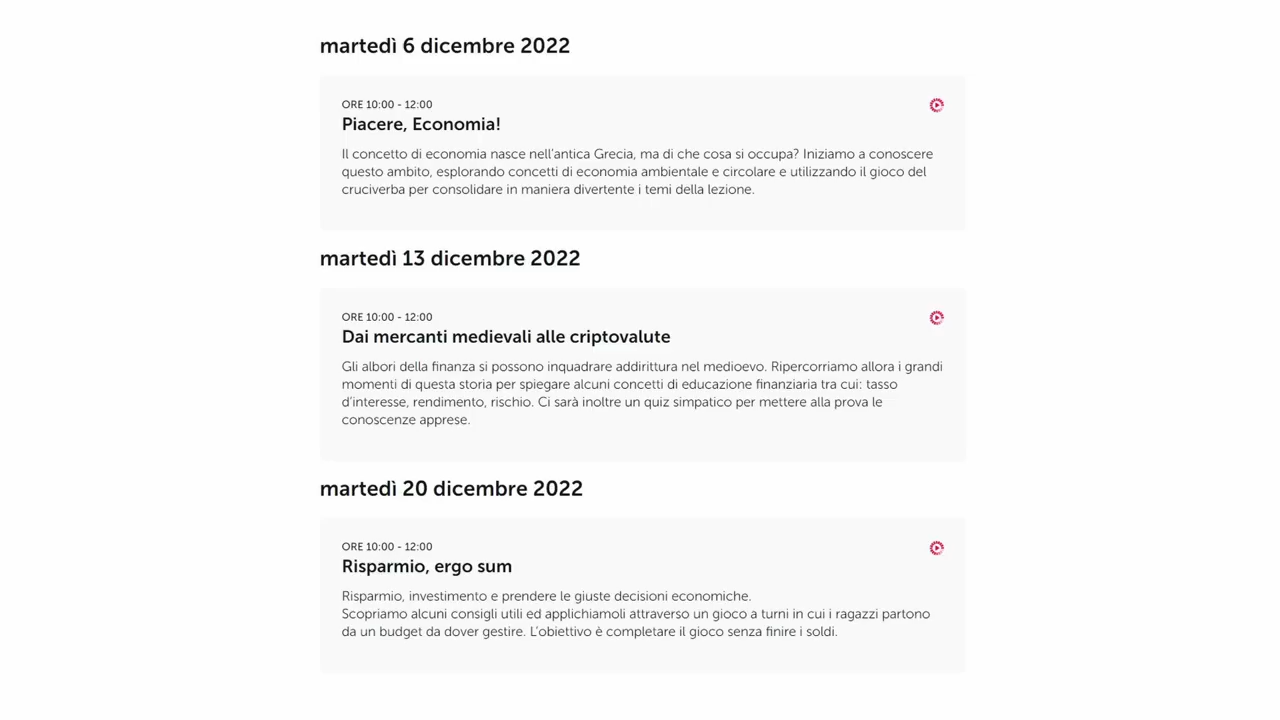 martedì 6 dicembre 2022
ORE 10:00 - 12:00
Piacere, Economia!
Il concetto di economia nasce nell'antica Grecia, ma di che cosa si occupa? Iniziamo a conoscere
questo ambito, esplorando concetti di economia ambientale e circolare e utilizzando il gioco del
cruciverba per consolidare in maniera divertente i temi della lezione.
martedì 13 dicembre 2022
ORE 10:00 - 12:00
Dai mercanti medievali alle criptovalute
Gli albori della finanza si possono inquadrare addirittura nel medioevo. Ripercorriamo allora i grandi
momenti di questa storia per spiegare alcuni concetti di educazione finanziaria tra cui: tasso
d'interesse, rendimento, rischio. Ci sarà inoltre un quiz simpatico per mettere alla prova le
conoscenze apprese.
martedì 20 dicembre 2022
ORE 10:00 - 12:00
Risparmio, ergo sum
Risparmio, investimento e prendere le giuste decisioni economiche.
Scopriamo alcuni consigli utili ed applichiamoli attraverso un gioco a turni in cui i ragazzi partono
da un budget da dover gestire. L'obiettivo è completare il gioco senza finire i soldi.